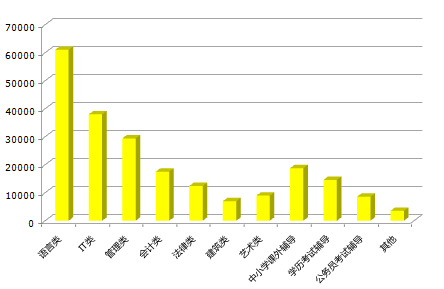 70000
60000
50000
40000
30000
20000
10000
0
语言类
IT类
管理类
会计类
法律类
建筑类
艺术类
中小学课外辅导
学历考试辅导
公务员考试辅导
其他